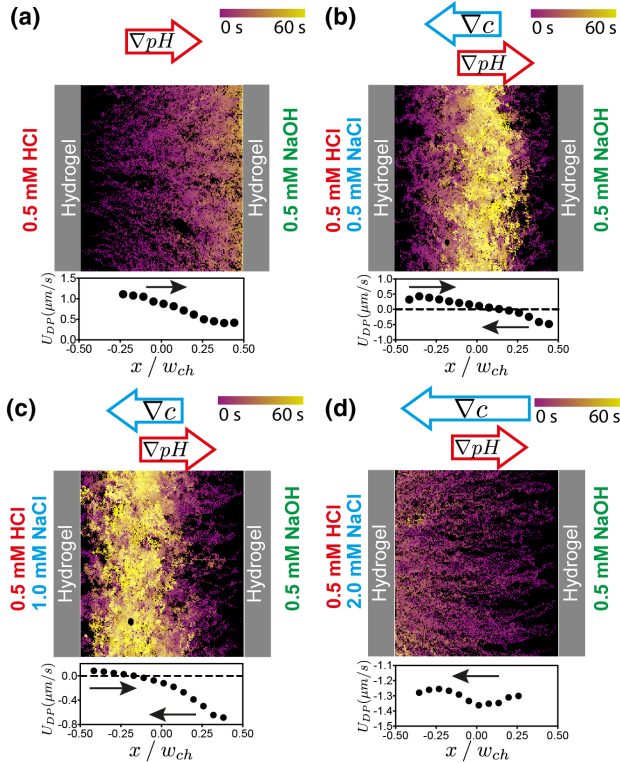 (a)
0 s 60 s
∇pH
0.5 mM HCl
Hydrogel
Hydrogel
0.5 mM NaOH
U_DP(μm/s)
1.5
1.0
0.5
0.0
-0.50 -0.25 0.00 0.25 0.50
x / w_ch
(b)
0 s 60 s
∇c
∇pH
0.5 mM HCl
0.5 mM NaCl
Hydrogel
Hydrogel
0.5 mM NaOH
U_DP(μm/s)
1.0
0.5
0.0
-0.5
-1.0
-0.50 -0.25 0.00 0.25 0.50
x / w_ch
(c)
0 s 60 s
∇c
∇pH
0.5 mM HCl
1.0 mM NaCl
Hydrogel
Hydrogel
0.5 mM NaOH
U_DP(μm/s)
0.0
-0.4
-0.8
-0.50 -0.25 0.00 0.25 0.50
x / w_ch
(d)
0 s 60 s
∇c
∇pH
0.5 mM HCl
2.0 mM NaCl
Hydrogel
Hydrogel
0.5 mM NaOH
U_DP(μm/s)
-1.1
-1.2
-1.3
-1.4
-1.5
-0.50 -0.25 0.00 0.25 0.50
x / w_ch